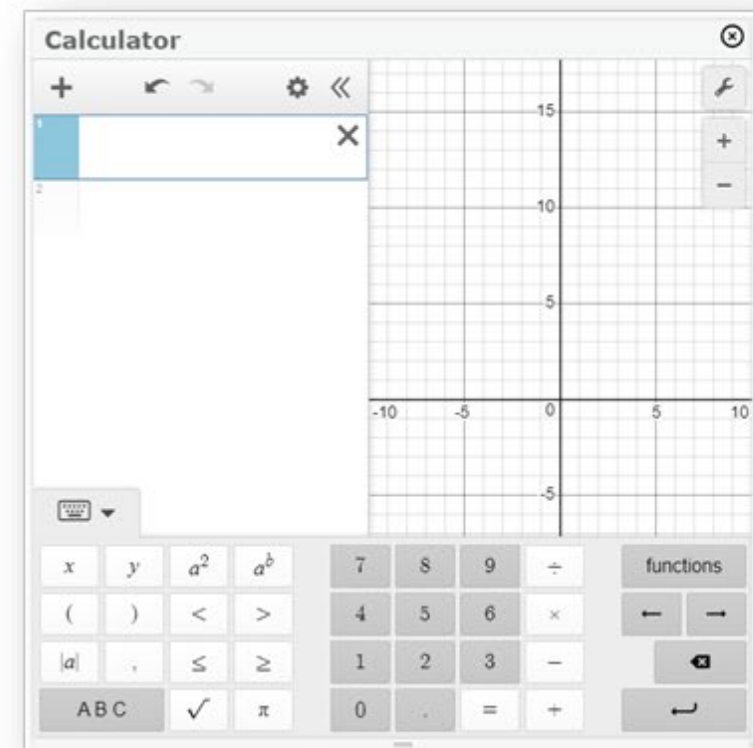 Calculator
1
2
15
10
5
-10 -5 0 5 10
-5
x y a² aᵇ 7 8 9 ÷ functions
( ) < > 4 5 6 ×
|a| , ≤ ≥ 1 2 3 −
A B C √ π 0 . = +